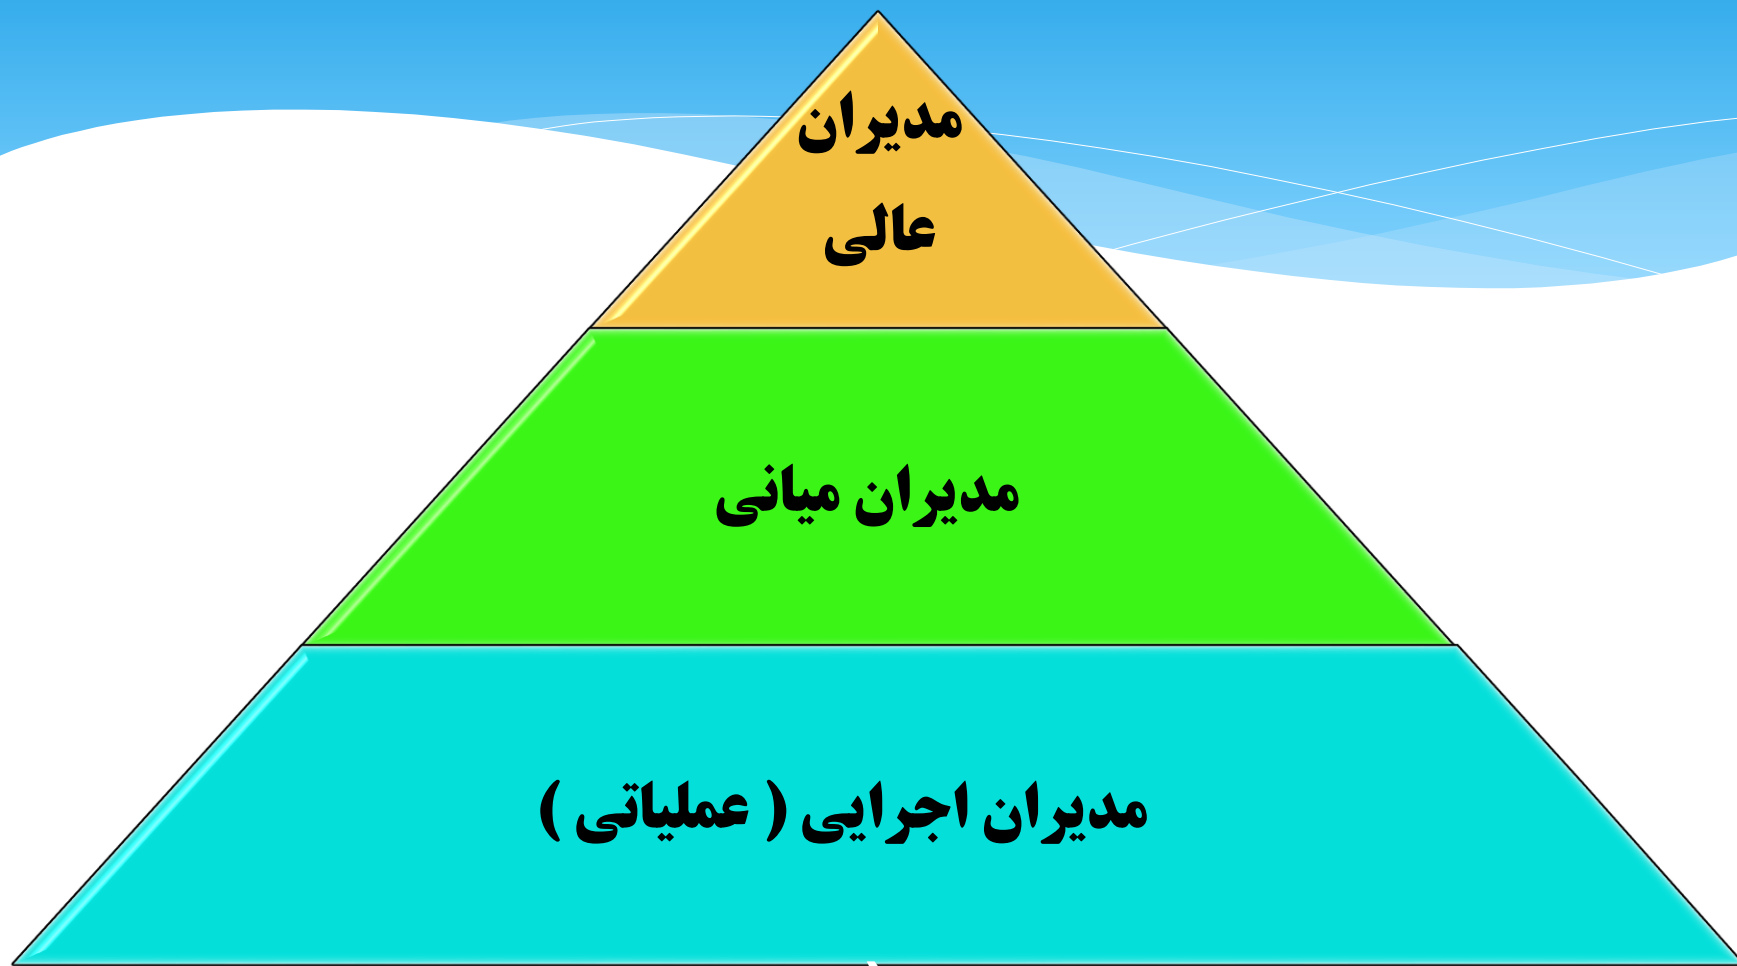 مدیران
عالی
مدیران میانی
مدیران اجرایی ( عملیاتی )